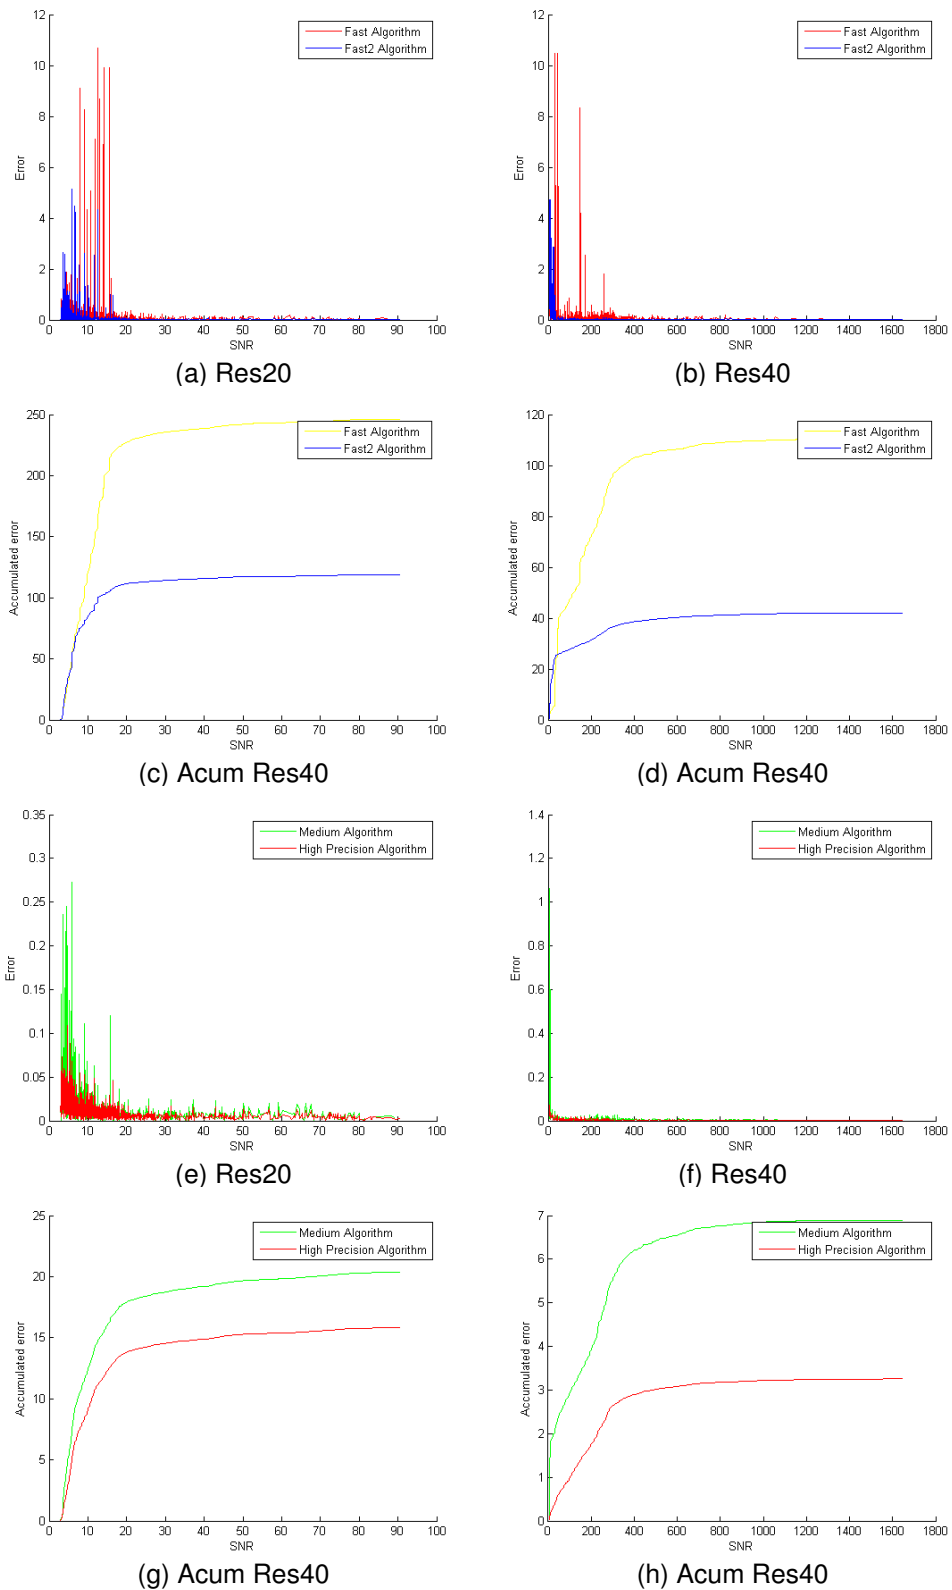 12
10
8
6
4
2
0
Error
Fast Algorithm
Fast2 Algorithm
0 10 20 30 40 50 60 70 80 90 100
SNR
(a) Res20
12
10
8
6
4
2
0
Error
Fast Algorithm
Fast2 Algorithm
0 200 400 600 800 1000 1200 1400 1600 1800
SNR
(b) Res40
250
200
150
100
50
0
Accumulated error
Fast Algorithm
Fast2 Algorithm
0 10 20 30 40 50 60 70 80 90 100
SNR
(c) Acum Res40
120
100
80
60
40
20
0
Accumulated error
Fast Algorithm
Fast2 Algorithm
0 200 400 600 800 1000 1200 1400 1600 1800
SNR
(d) Acum Res40
0.35
0.3
0.25
0.2
0.15
0.1
0.05
0
Error
Medium Algorithm
High Precision Algorithm
0 10 20 30 40 50 60 70 80 90 100
SNR
(e) Res20
1.4
1.2
1
0.8
0.6
0.4
0.2
0
Error
Medium Algorithm
High Precision Algorithm
0 200 400 600 800 1000 1200 1400 1600 1800
SNR
(f) Res40
25
20
15
10
5
0
Accumulated error
Medium Algorithm
High Precision Algorithm
0 10 20 30 40 50 60 70 80 90 100
SNR
(g) Acum Res40
7
6
5
4
3
2
1
0
Accumulated error
Medium Algorithm
High Precision Algorithm
0 200 400 600 800 1000 1200 1400 1600 1800
SNR
(h) Acum Res40